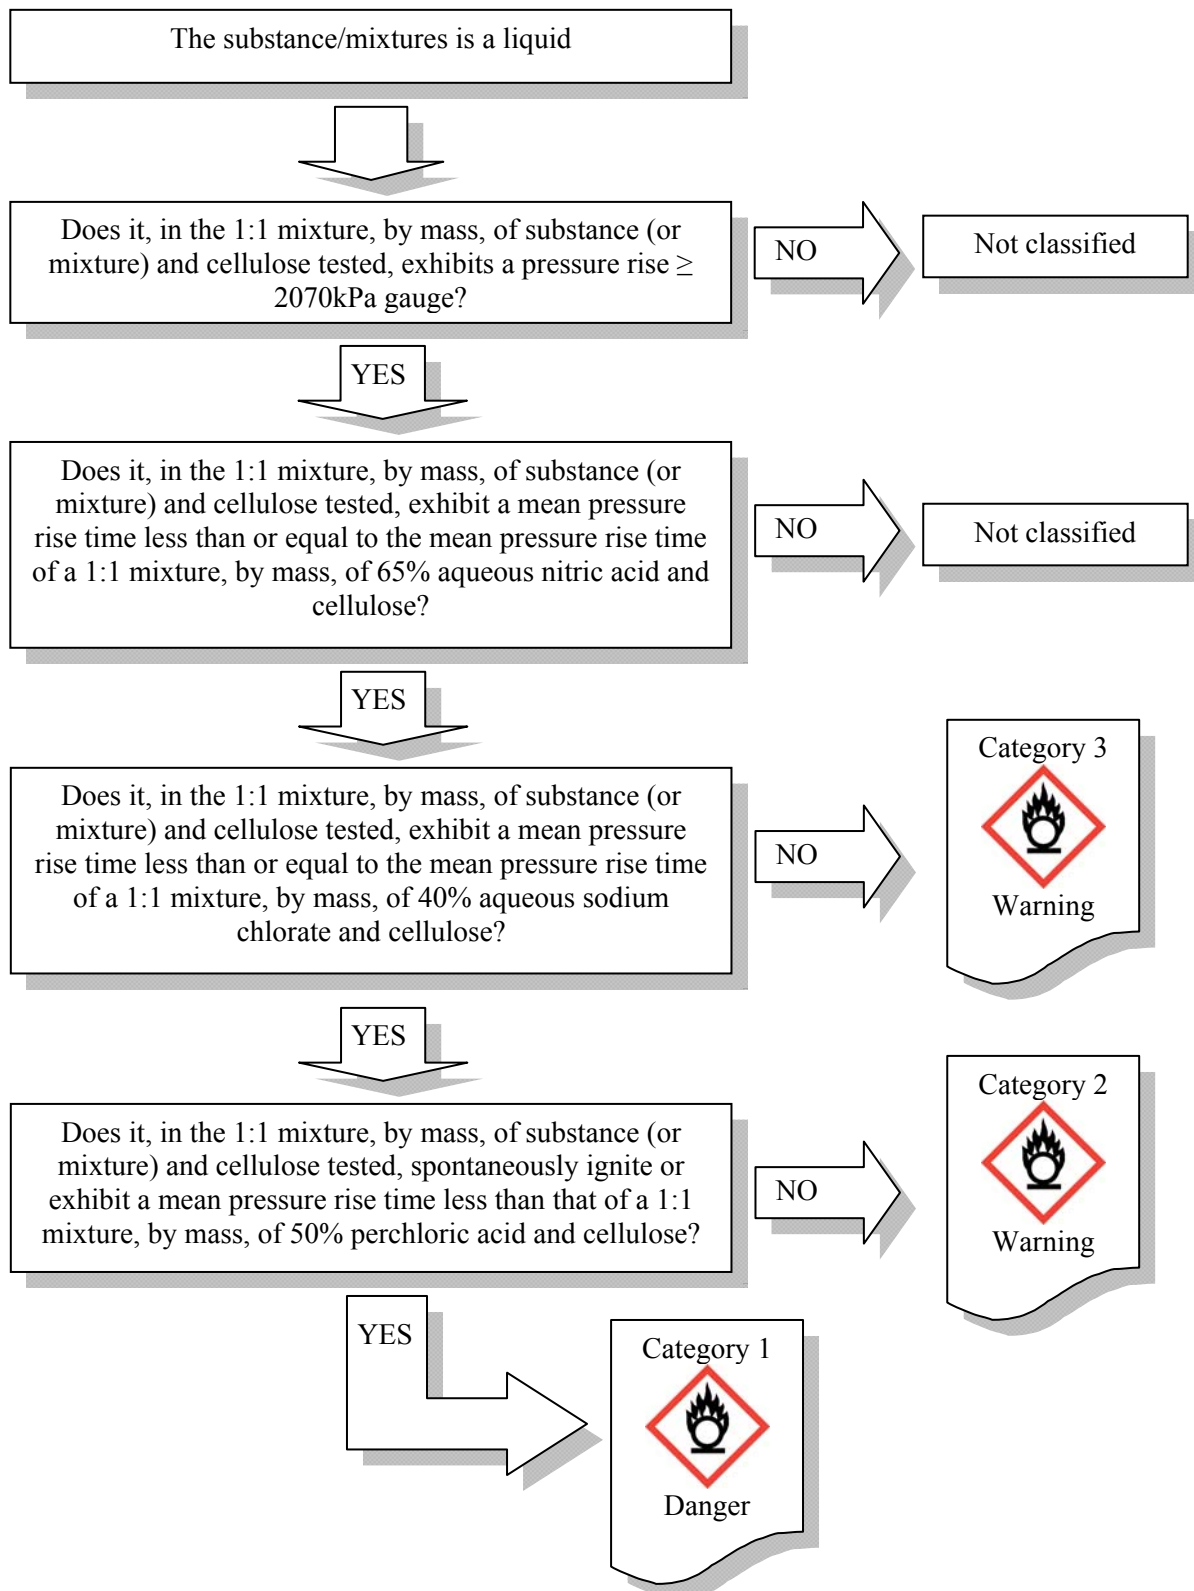 The substance/mixtures is a liquid
Does it, in the 1:1 mixture, by mass, of substance (or
mixture) and cellulose tested, exhibits a pressure rise ≥
2070kPa gauge?
NO
Not classified
YES
Does it, in the 1:1 mixture, by mass, of substance (or
mixture) and cellulose tested, exhibit a mean pressure
rise time less than or equal to the mean pressure rise time
of a 1:1 mixture, by mass, of 65% aqueous nitric acid and
cellulose?
NO
Not classified
YES
Does it, in the 1:1 mixture, by mass, of substance (or
mixture) and cellulose tested, exhibit a mean pressure
rise time less than or equal to the mean pressure rise time
of a 1:1 mixture, by mass, of 40% aqueous sodium
chlorate and cellulose?
NO
Category 3
Warning
YES
Does it, in the 1:1 mixture, by mass, of substance (or
mixture) and cellulose tested, spontaneously ignite or
exhibit a mean pressure rise time less than that of a 1:1
mixture, by mass, of 50% perchloric acid and cellulose?
NO
Category 2
Warning
YES
Category 1
Danger